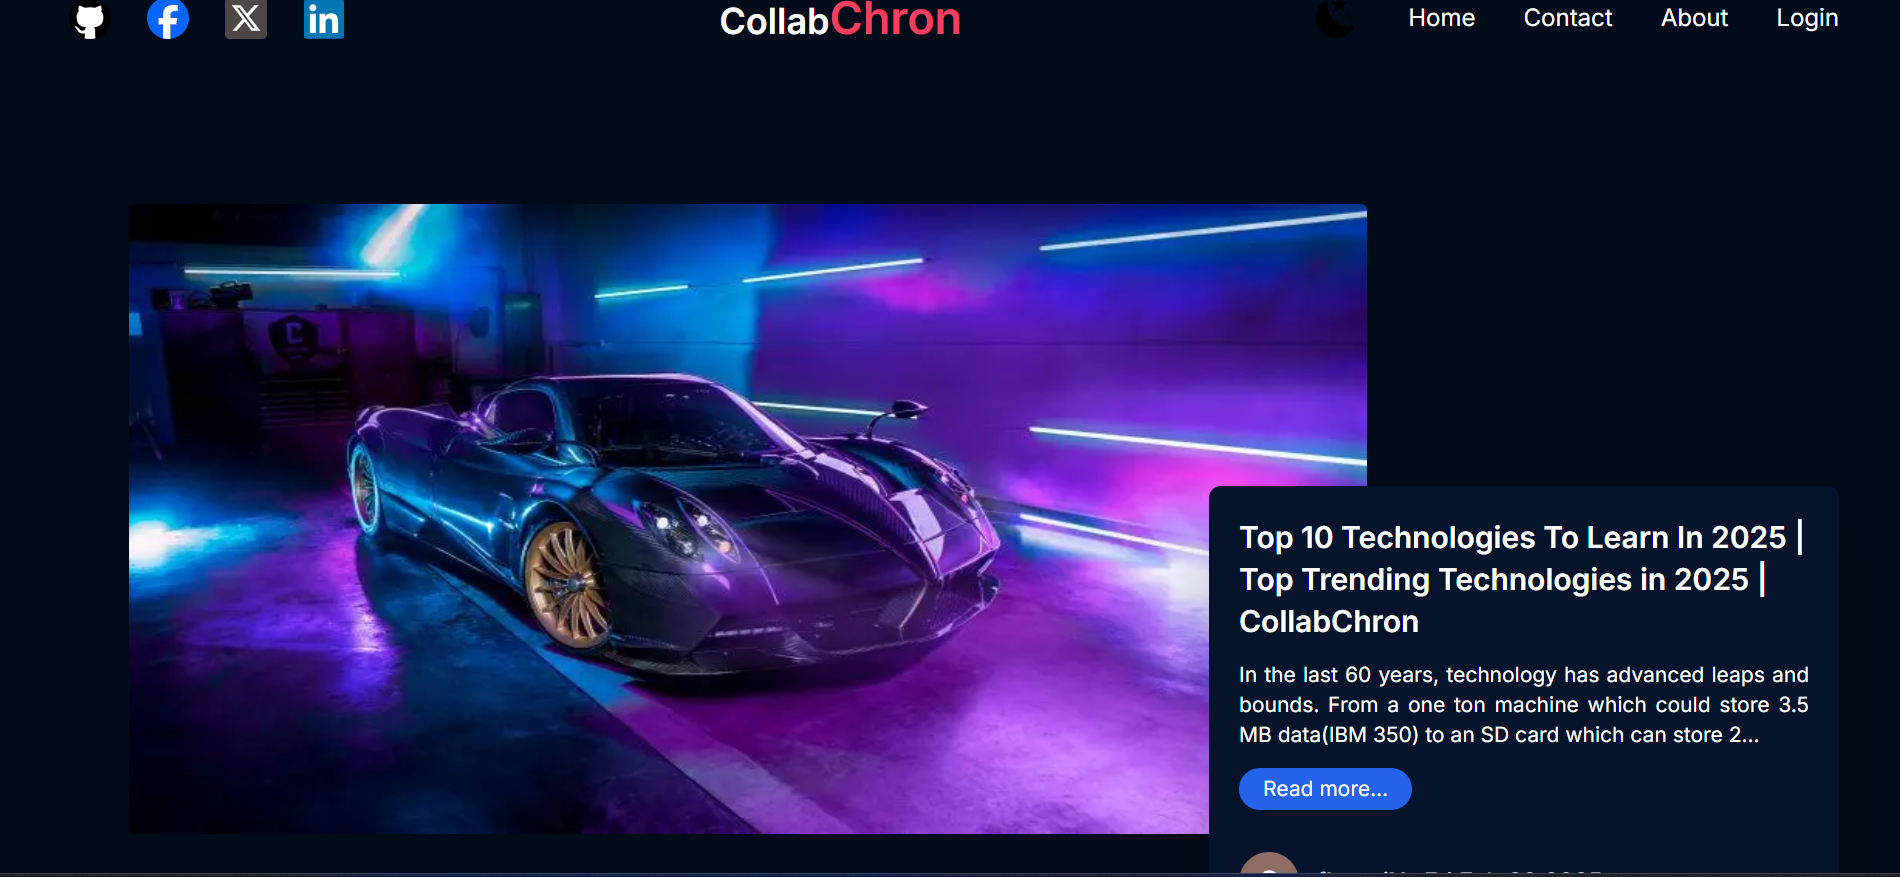 CollabChron
Home
Contact
About
Login
Top 10 Technologies To Learn In 2025 |
Top Trending Technologies in 2025 |
CollabChron
In the last 60 years, technology has advanced leaps and
bounds. From a one ton machine which could store 3.5
MB data(IBM 350) to an SD card which can store 2...
Read more...